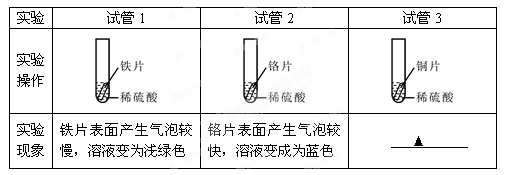 实验 试管 1 试管 2 试管 3
实验操作 铁片 稀硫酸 铬片 稀硫酸 铜片 稀硫酸
实验现象 铁片表面产生气泡较慢，溶液变为浅绿色 铬片表面产生气泡较快，溶液变成为蓝色 ▲